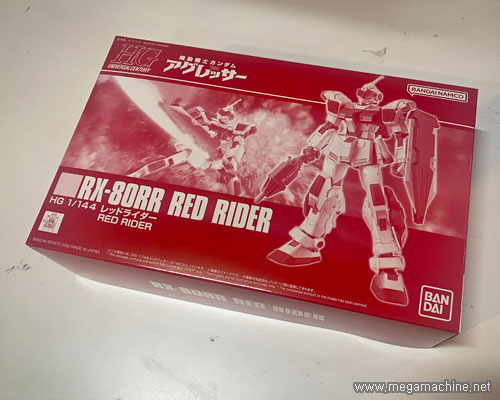 HG
UNIVERSAL CENTURY
機動戦士ガンダム
アグレッサー
BANDAI NAMCO
RX-80RR RED RIDER
HG 1/144 レッドライダー
RED RIDER
BAN
DAI
RX-80RR RED RIDER
www.megamachine.net